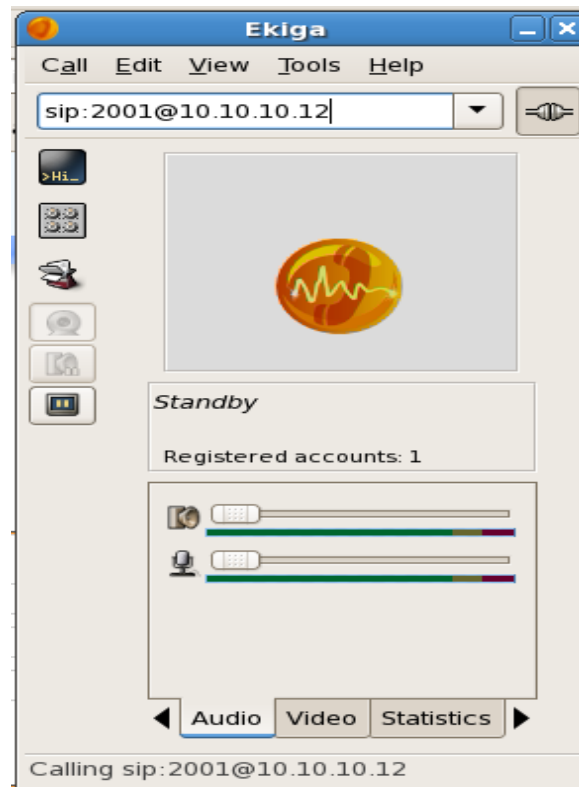 Ekiga
Call Edit View Tools Help
sip:2001@10.10.10.12
>Hi_
Standby
Registered accounts: 1
Audio Video Statistics
Calling sip:2001@10.10.10.12